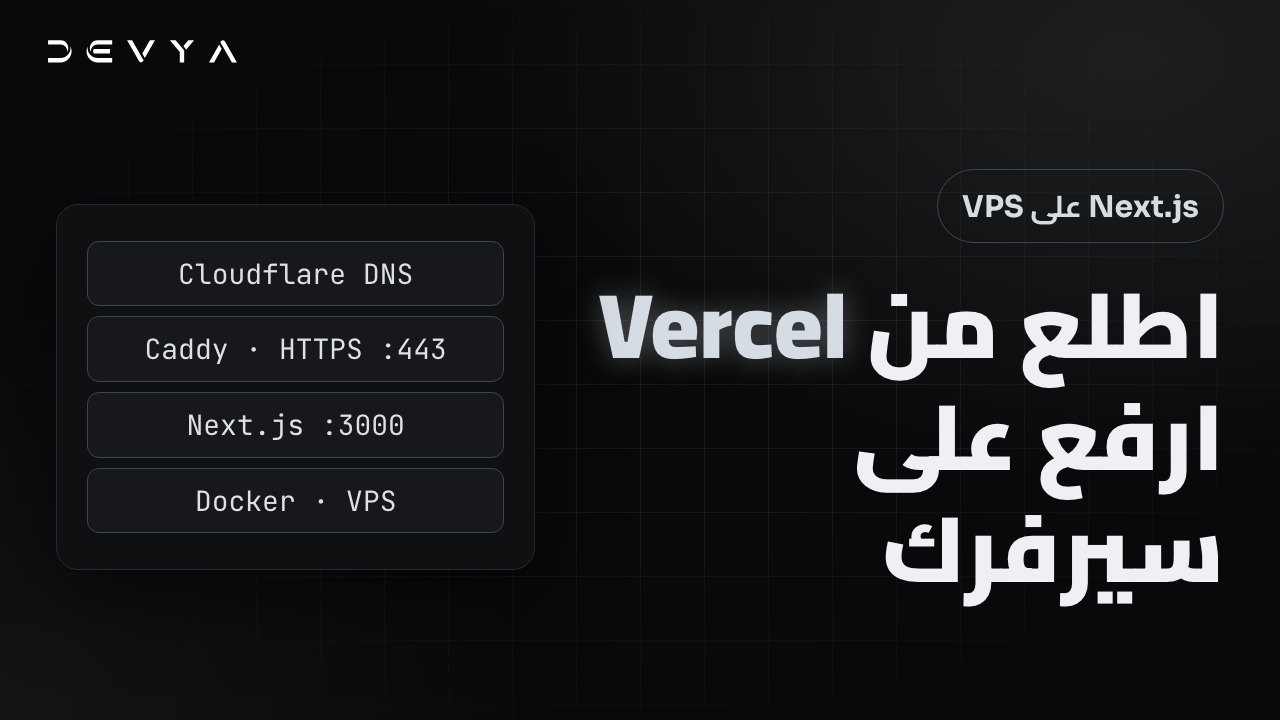 DEVYA
Next.js على VPS
اطلع من Vercel
ارفع على
سيرفرك
Cloudflare DNS
Caddy · HTTPS :443
Next.js :3000
Docker · VPS